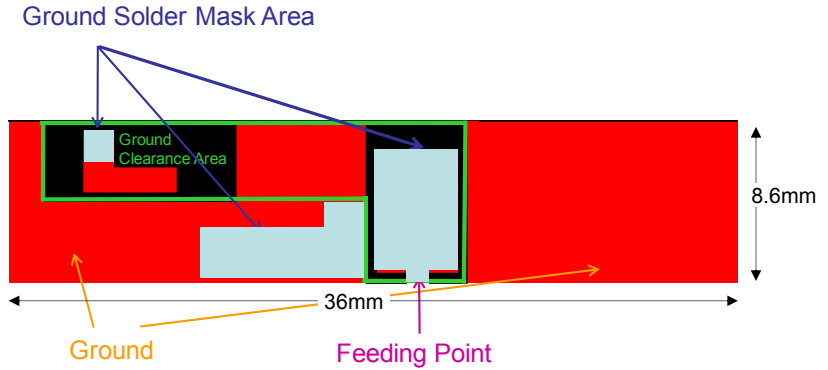 Ground Solder Mask Area
Ground
Clearance Area
8.6mm
36mm
Ground
Feeding Point